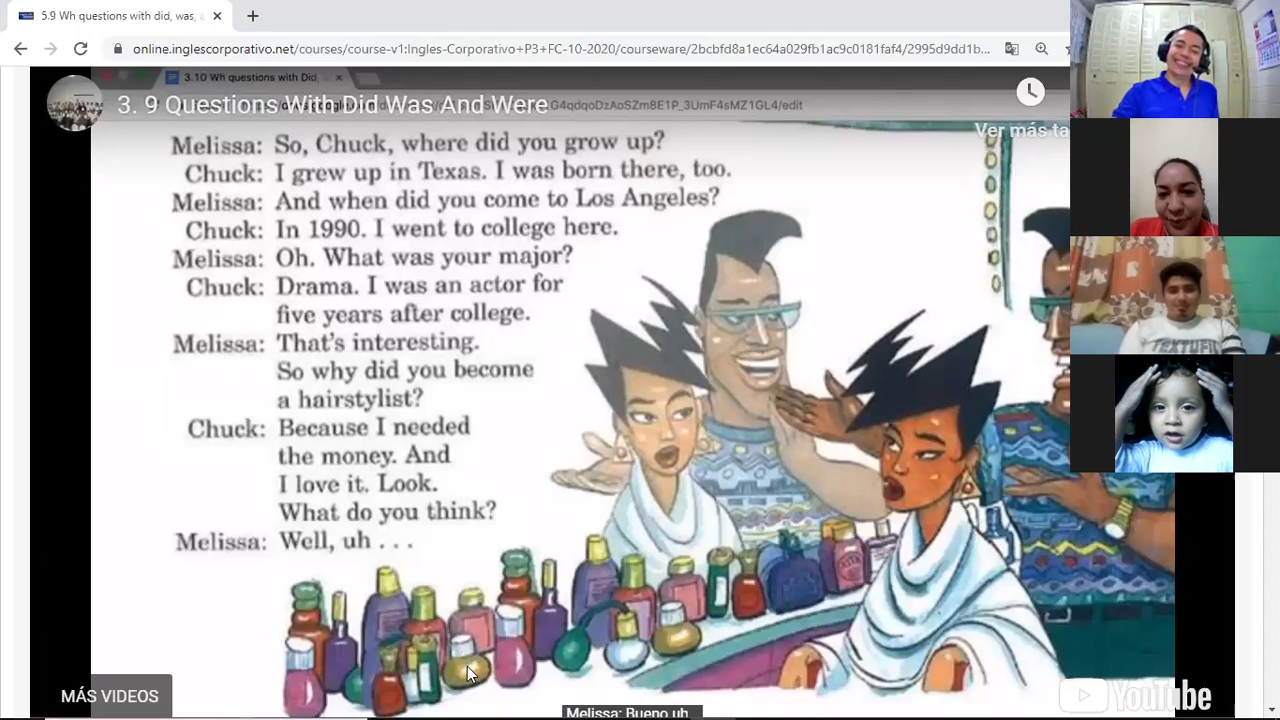 5.9 Wh questions with did, was, a
online.inglescorporativo.net/courses/course-v1:Ingles-Corporativo+P3+FC-10-2020/courseware/2bcbfd8a1ec64a029fb1ac9c0181faf4/2395d9dd1b...
3.10 Wh questions with Did,
3. 9 Questions With Did Was And Were
G4qdqoDzAoSZm8E1P_3UmF4sMZ1GL4/edit
Ver más ta
Melissa: So, Chuck, where did you grow up?
Chuck: I grew up in Texas. I was born there, too.
Melissa: And when did you come to Los Angeles?
Chuck: In 1990. I went to college here.
Melissa: Oh. What was your major?
Chuck: Drama. I was an actor for
five years after college.
Melissa: That's interesting.
So why did you become
a hairstylist?
Chuck: Because I needed
the money. And
I love it. Look.
What do you think?
Melissa: Well, uh . . .
MÁS VIDEOS
YouTube
Melissa: Bueno uh
TEXTUFIL